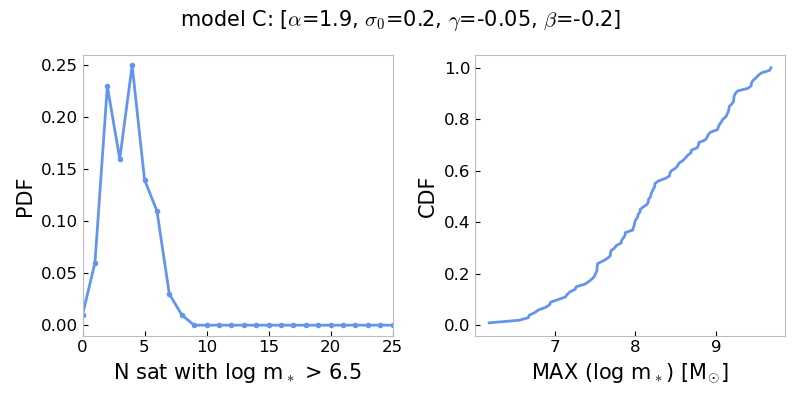 model C: [α=1.9, σ₀=0.2, γ=-0.05, β=-0.2]
PDF
0.25
0.20
0.15
0.10
0.05
0.00
0 5 10 15 20 25
N sat with log m* > 6.5
CDF
1.0
0.8
0.6
0.4
0.2
0.0
7 8 9
MAX (log m*) [M☉]